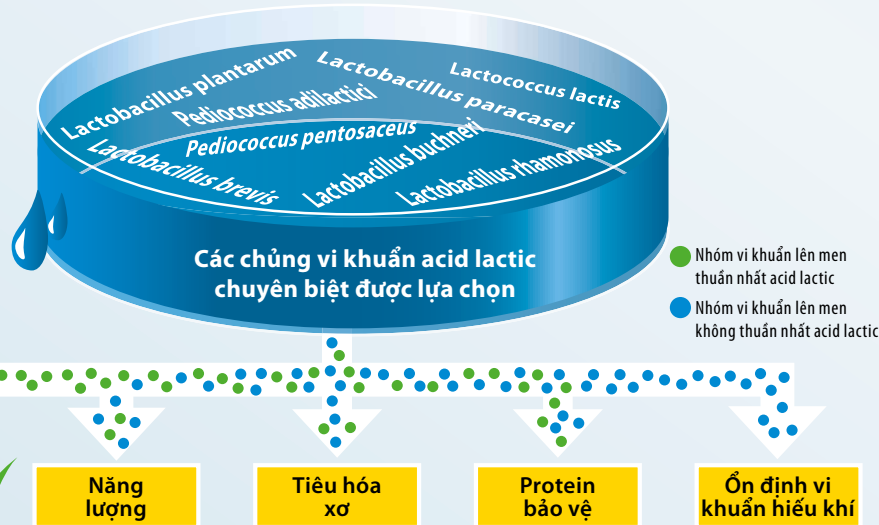 Lactobacillus plantarum
Pediococcus adilactici
Lactobacillus paracasei
Lactococcus lactis
Lactobacillus brevis
Pediococcus pentosaceus
Lactobacillus buchneri
Lactobacillus rhamonosus
Các chủng vi khuẩn acid lactic
chuyên biệt được lựa chọn
Nhóm vi khuẩn lên men
thuần nhất acid lactic
Nhóm vi khuẩn lên men
không thuần nhất acid lactic
Năng
lượng
Tiêu hóa
xơ
Protein
bảo vệ
Ổn định vi
khuẩn hiếu khí